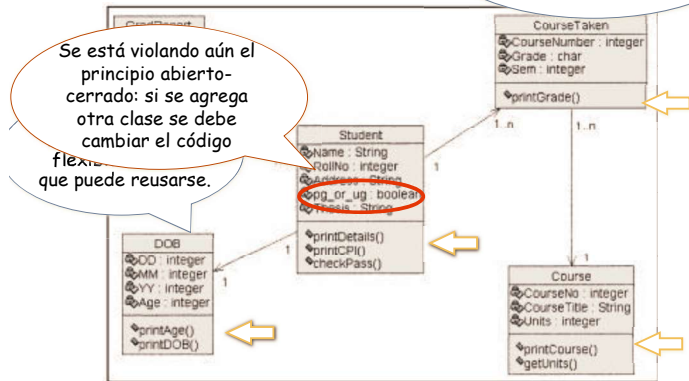 Se está violando aún el
principio abierto-
cerrado: si se agrega
otra clase se debe
cambiar el código
que puede reusarse.
CourseTaken
CourseNumber : integer
Grade : char
Sem : integer
printGrade()
1..n
1..n
Student
Name : String
RollNo : integer
Address : String
pg_or_ug : boolean
Thesis : String
printDetails()
printCPI()
checkPass()
1
1
1
1
DOB
DD : integer
MM : integer
YY : integer
Age : integer
printAge()
printDOB()
Course
CourseNo : integer
CourseTitle : String
Units : integer
printCourse()
getUnits()